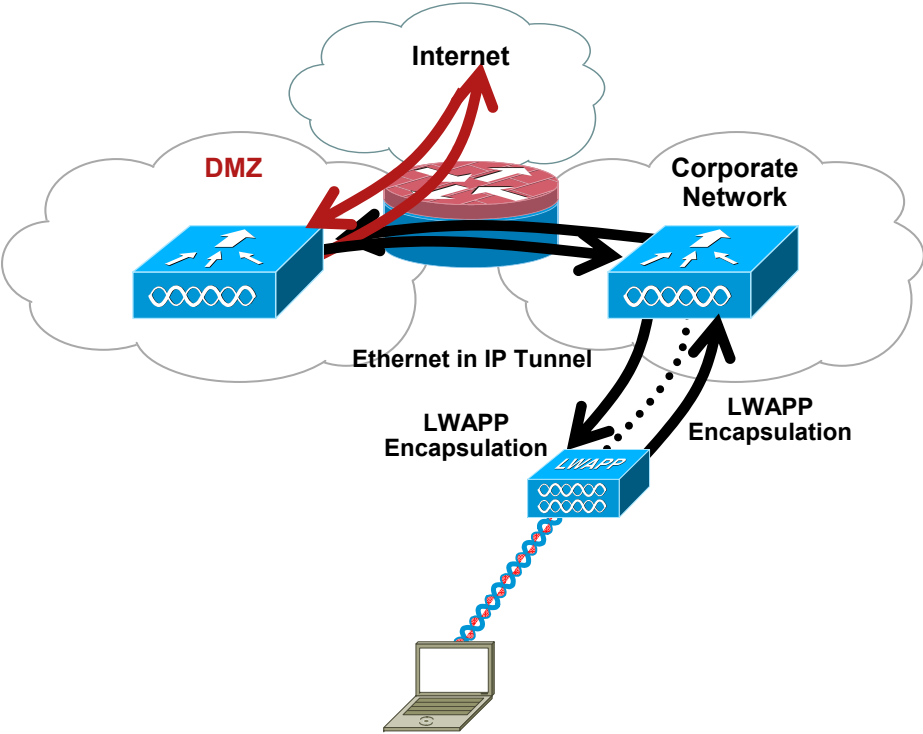 Internet
DMZ
Corporate
Network
Ethernet in IP Tunnel
LWAPP
Encapsulation
LWAPP
Encapsulation
LWAPP